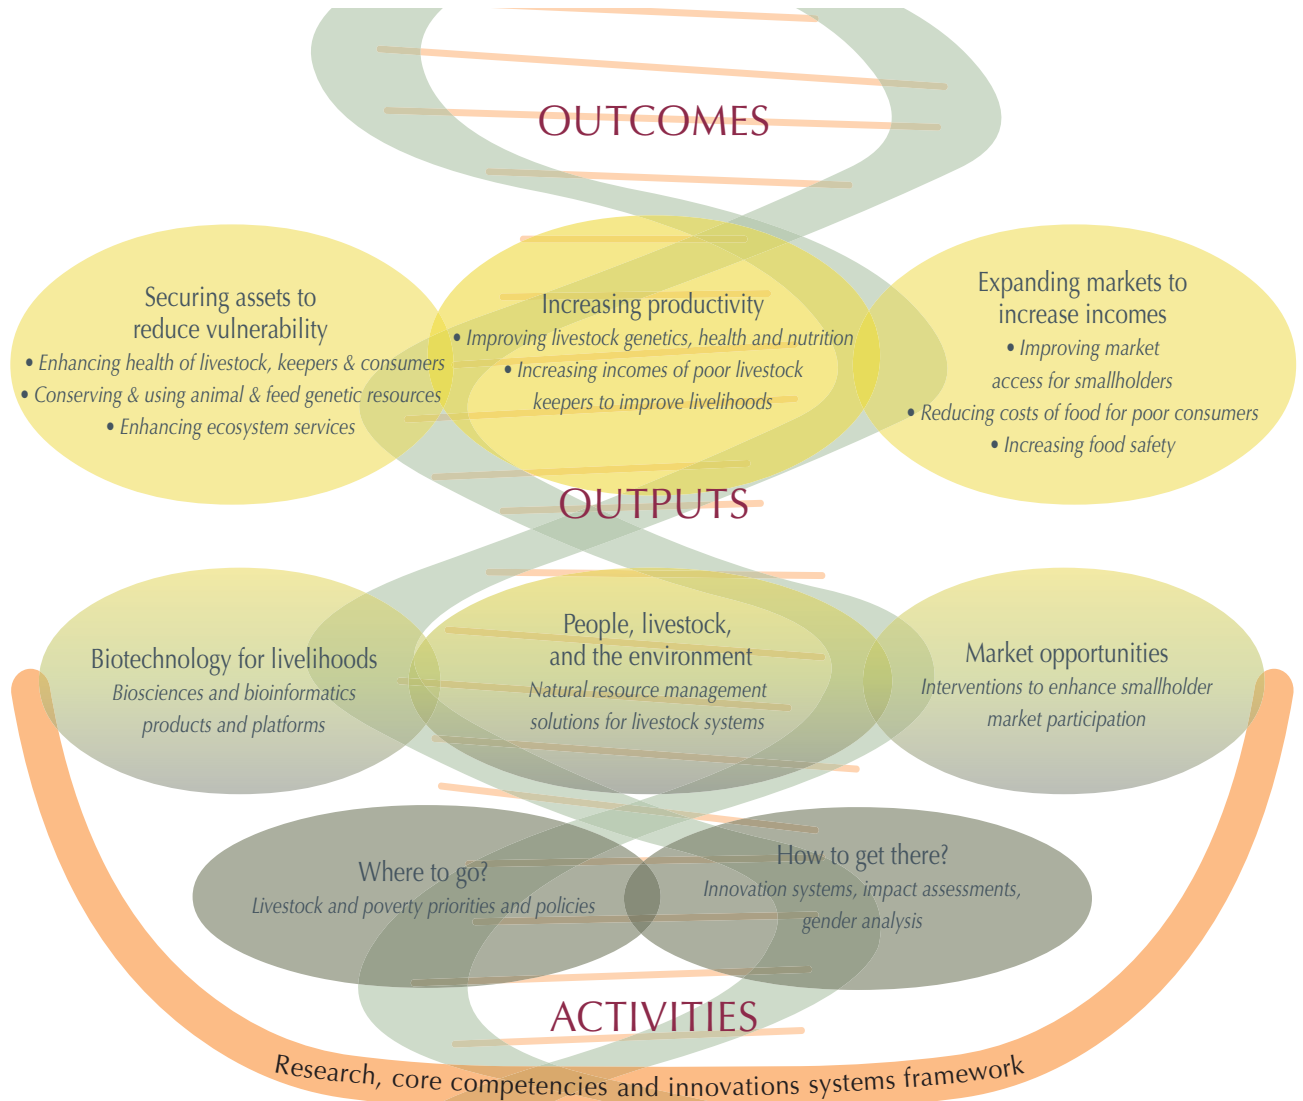 OUTCOMES
Securing assets to
reduce vulnerability
• Enhancing health of livestock, keepers & consumers
• Conserving & using animal & feed genetic resources
• Enhancing ecosystem services
Increasing productivity
• Improving livestock genetics, health and nutrition
• Increasing incomes of poor livestock
keepers to improve livelihoods
Expanding markets to
increase incomes
• Improving market
access for smallholders
• Reducing costs of food for poor consumers
• Increasing food safety
OUTPUTS
Biotechnology for livelihoods
Biosciences and bioinformatics
products and platforms
People, livestock,
and the environment
Natural resource management
solutions for livestock systems
Market opportunities
Interventions to enhance smallholder
market participation
Where to go?
Livestock and poverty priorities and policies
How to get there?
Innovation systems, impact assessments,
gender analysis
ACTIVITIES
Research, core competencies and innovations systems framework